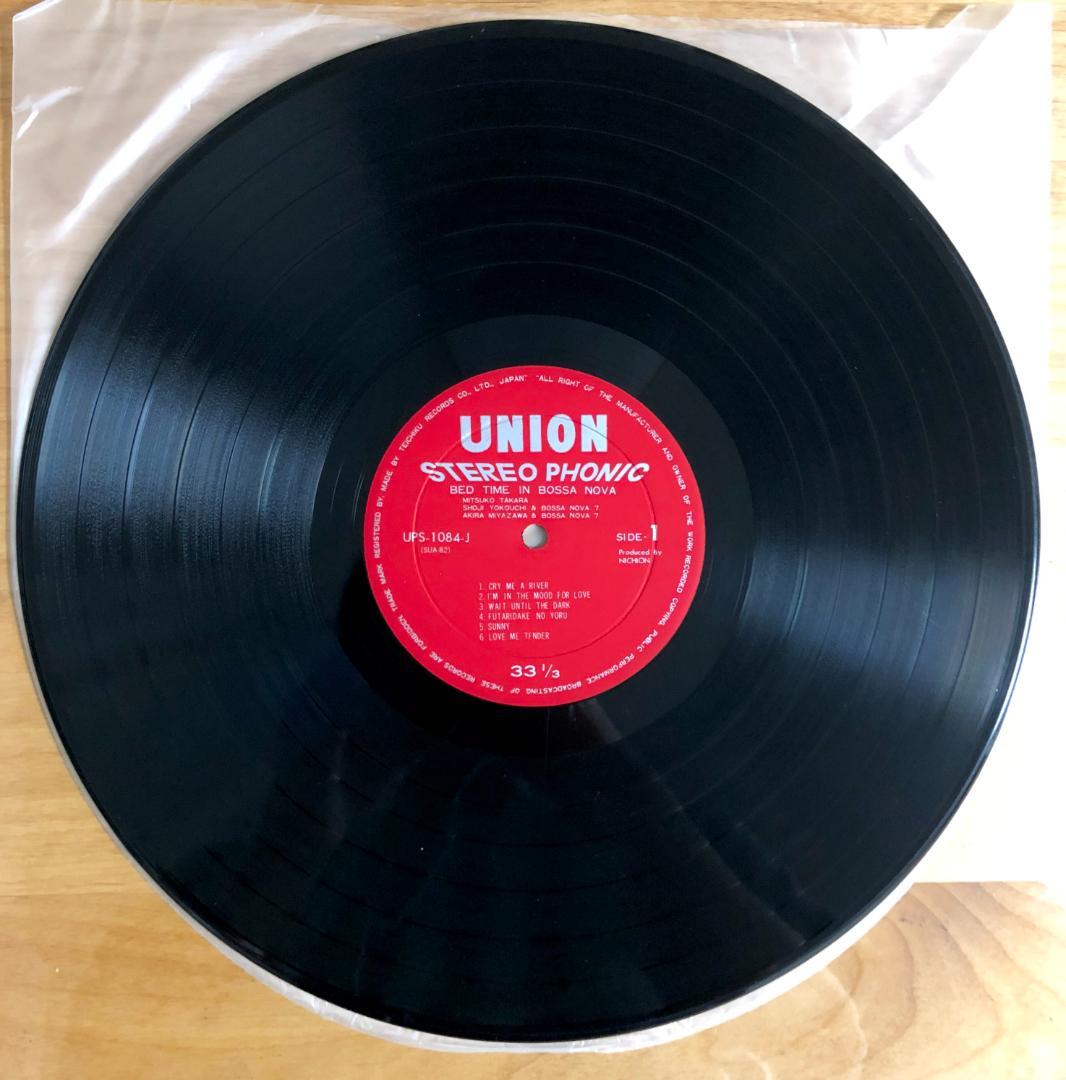 TRADE MARK REGISTERED BY, MADE BY TEICHIKU RECORDS CO., LTD., JAPAN" "ALL RIGHT OF THE MANUFACTURER AND OWNER OF THE WORK RECORDED COPING, PUBLIC PERFORMANCE, BROADCASTING OF THESE RECORDS ARE FORBIDDEN
UNION
STEREO PHONIC
BED TIME IN BOSSA NOVA
MITSUKO TAKARA
SHOJI YOKOUCHI & BOSSA NOVA 7
AKIRA MIYAZAWA & BOSSA NOVA 7
UPS-1084-J
(SUA-82)
SIDE-1
Produced by
NICHION
1. CRY ME A RIVER
2. I'M IN THE MOOD FOR LOVE
3 WAIT UNTIL THE DARK
4. FUTARIDAKE NO YORU
5. SUNNY
6 LOVE ME TENDER
33 1/3